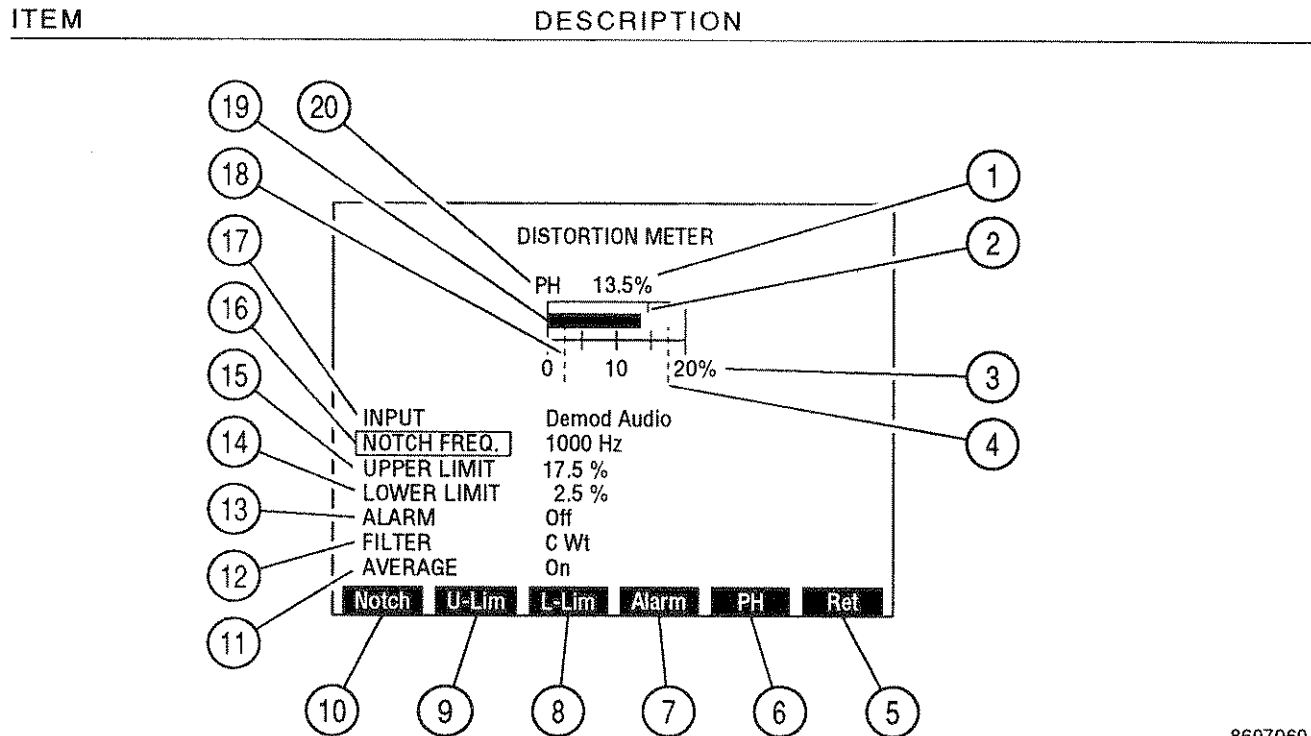 ITEM DESCRIPTION
19 20
18 1
17 DISTORTION METER 2
PH 13.5%
16
0 10 20% 3
15
INPUT Demod Audio
14 NOTCH FREQ. 1000 Hz 4
UPPER LIMIT 17.5 %
LOWER LIMIT 2.5 %
13 ALARM Off
FILTER C Wt
12 AVERAGE On
Notch U-Lim L-Lim Alarm PH Ret
11
10 9 8 7 6 5